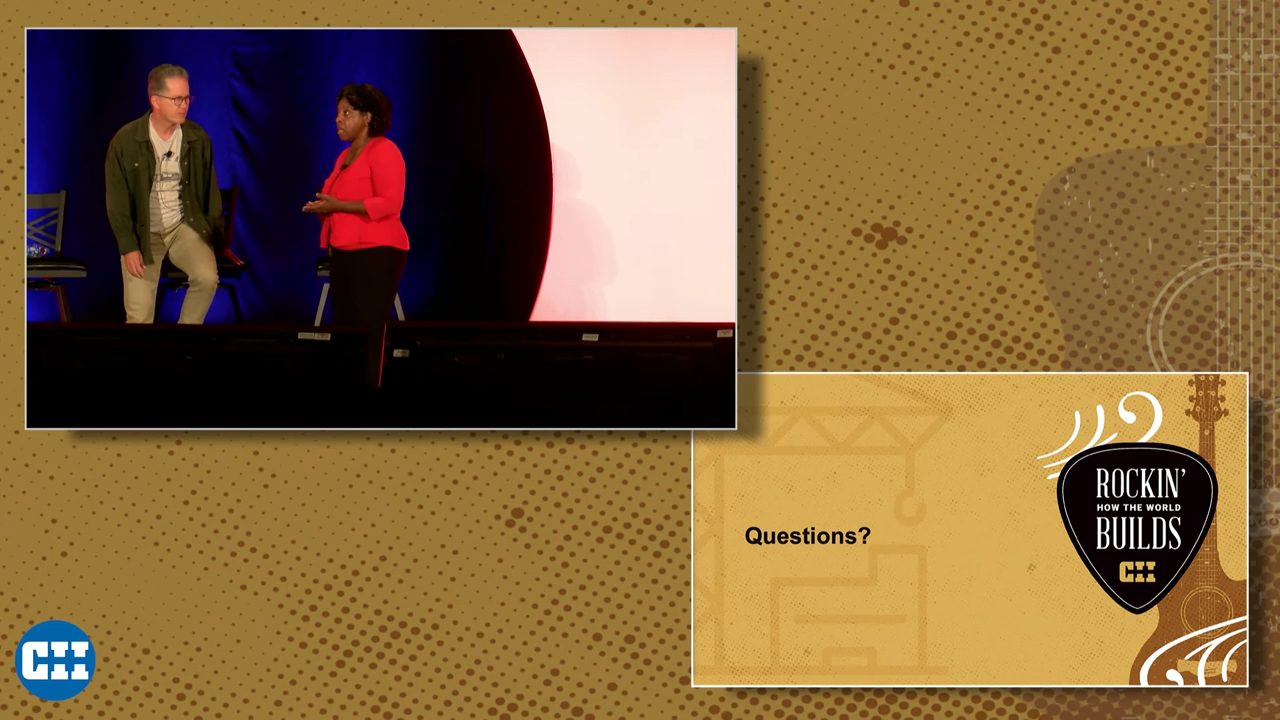 Questions?
ROCKIN'
HOW THE WORLD
BUILDS
CII
CII